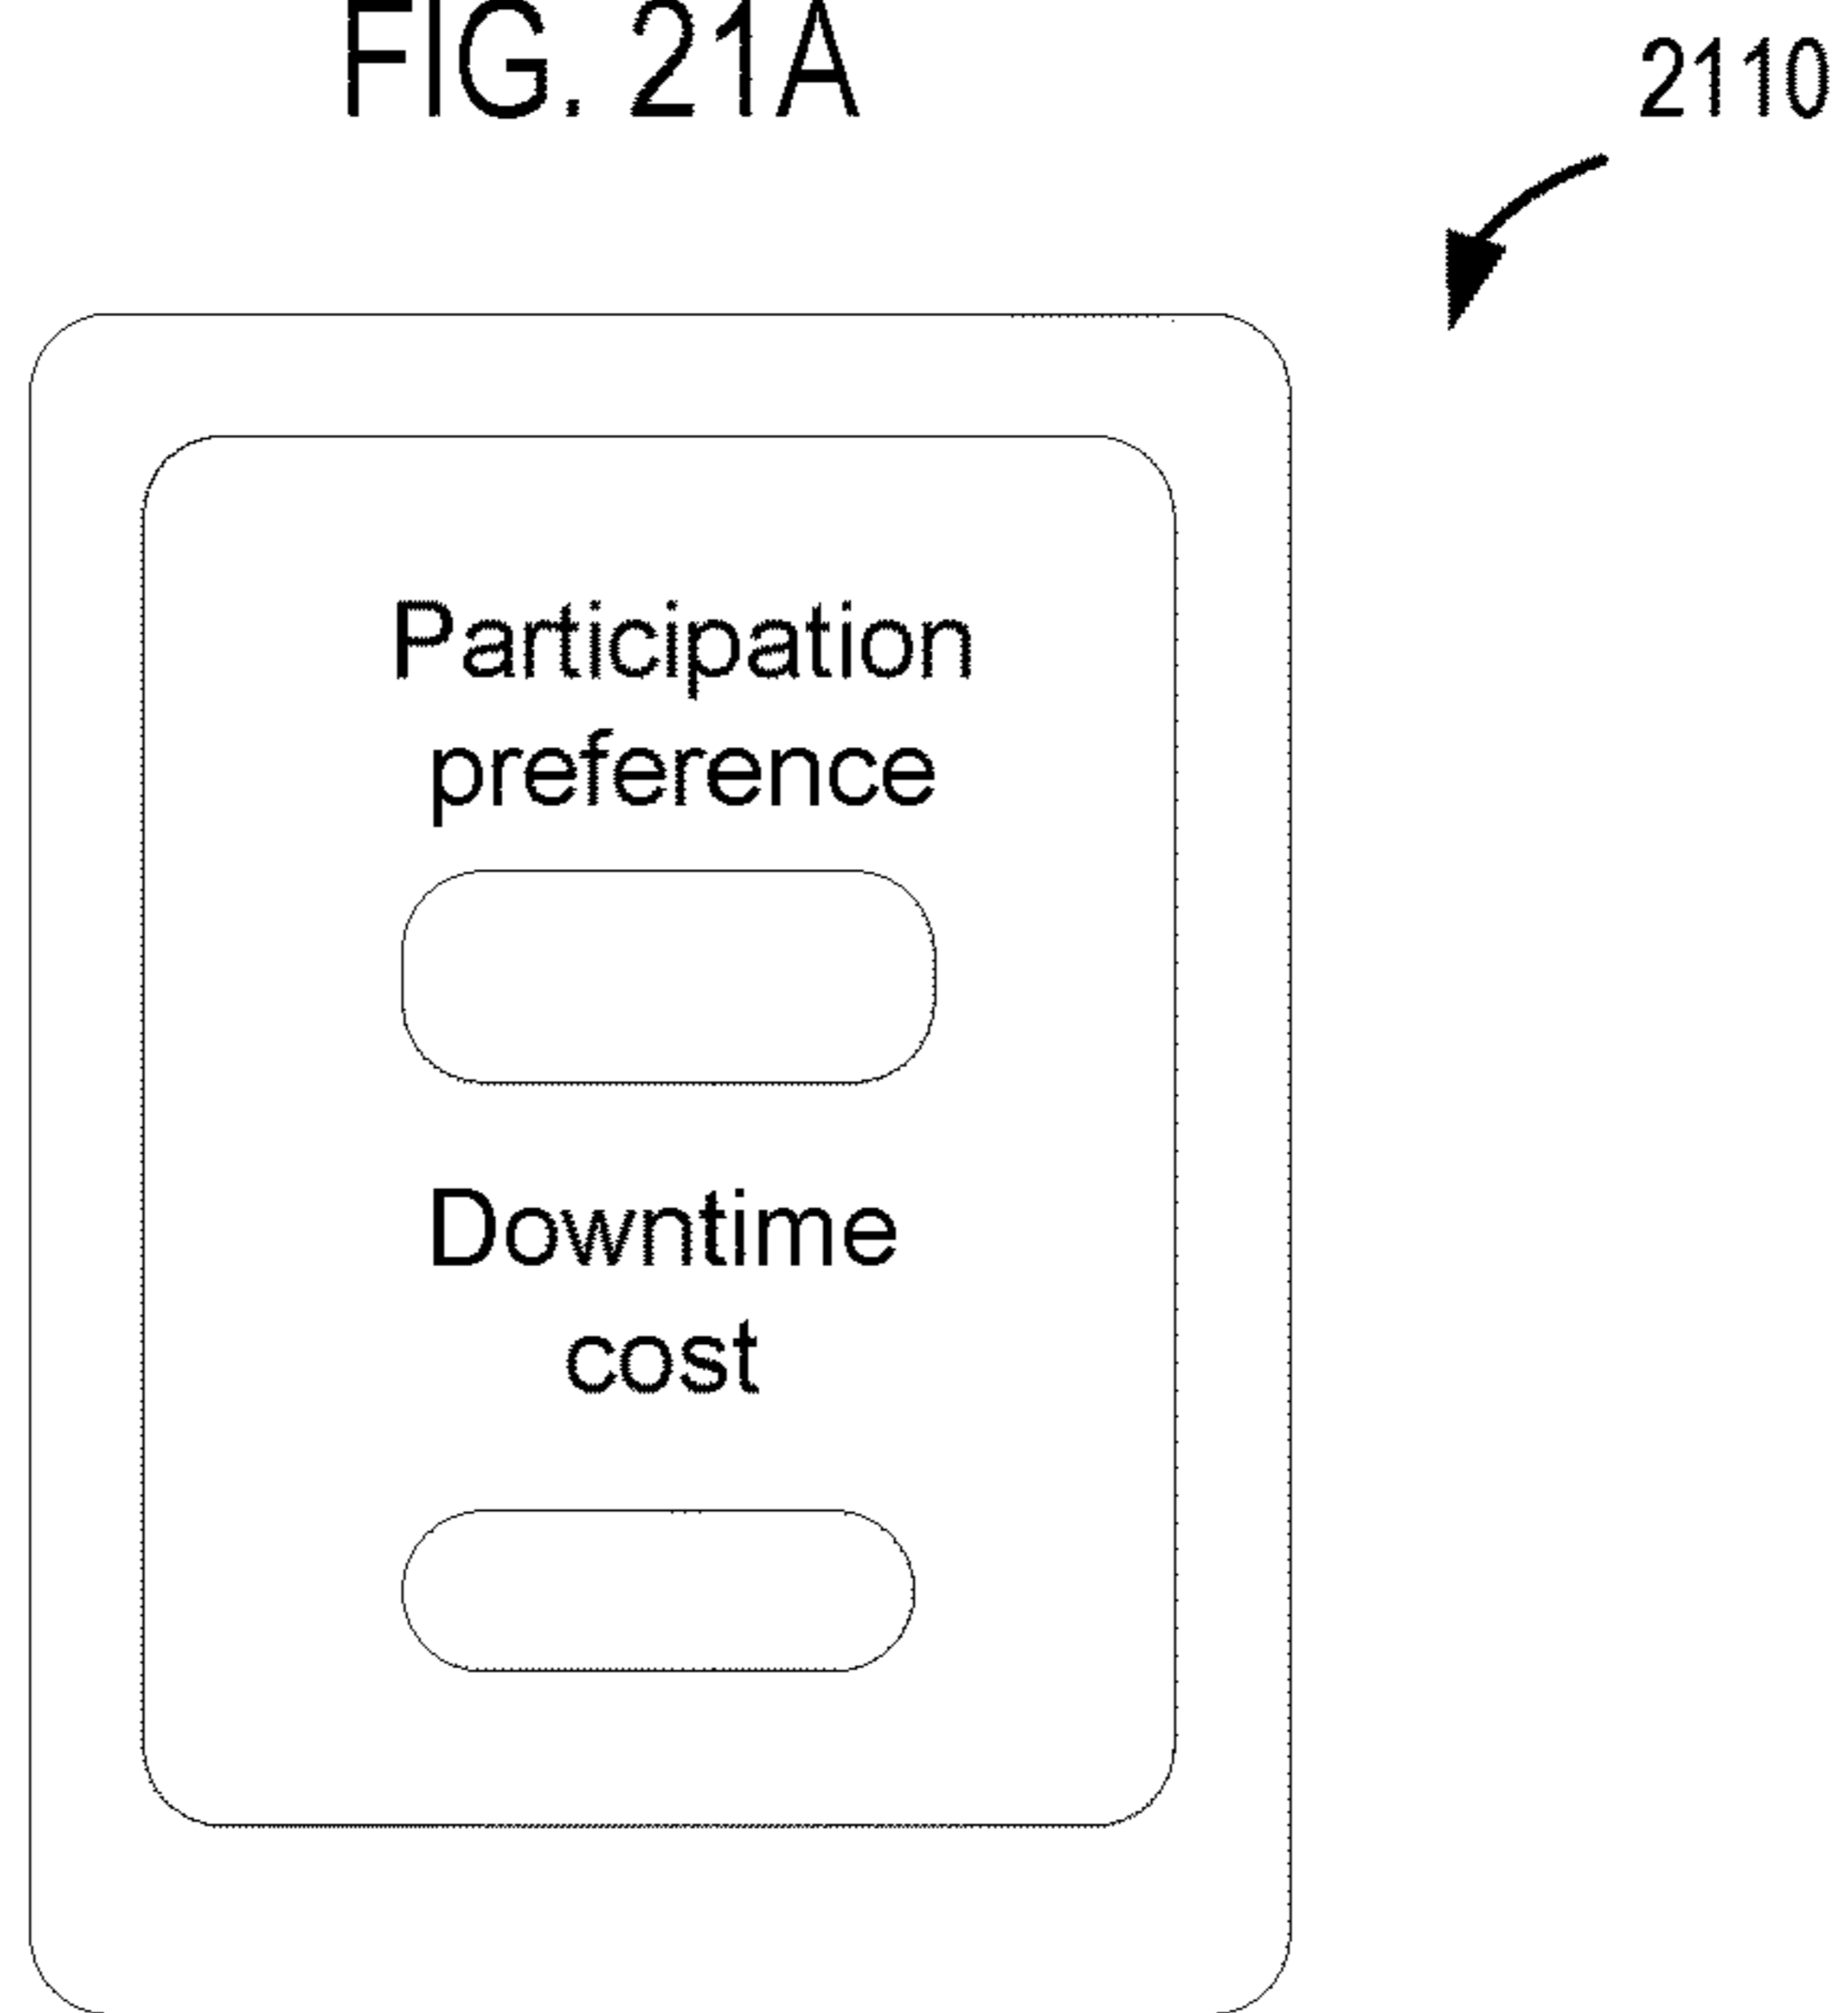 FIG. 21A
2110
Participation
preference
Downtime
cost